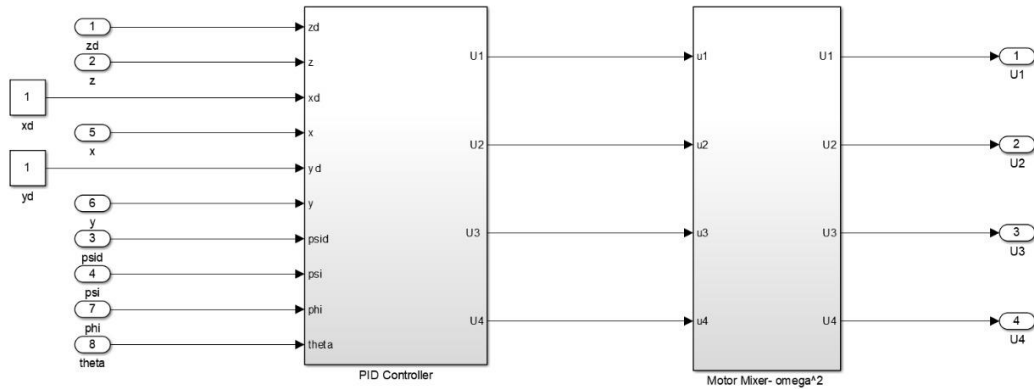 1
zd
zd
2
z
z
1
xd
xd
5
x
x
1
yd
yd
6
y
y
3
psid
psid
4
psi
psi
7
phi
phi
8
theta
theta
U1
U2
U3
U4
PID Controller
u1
u2
u3
u4
U1
U2
U3
U4
Motor Mixer- omega^2
1
U1
2
U2
3
U3
4
U4